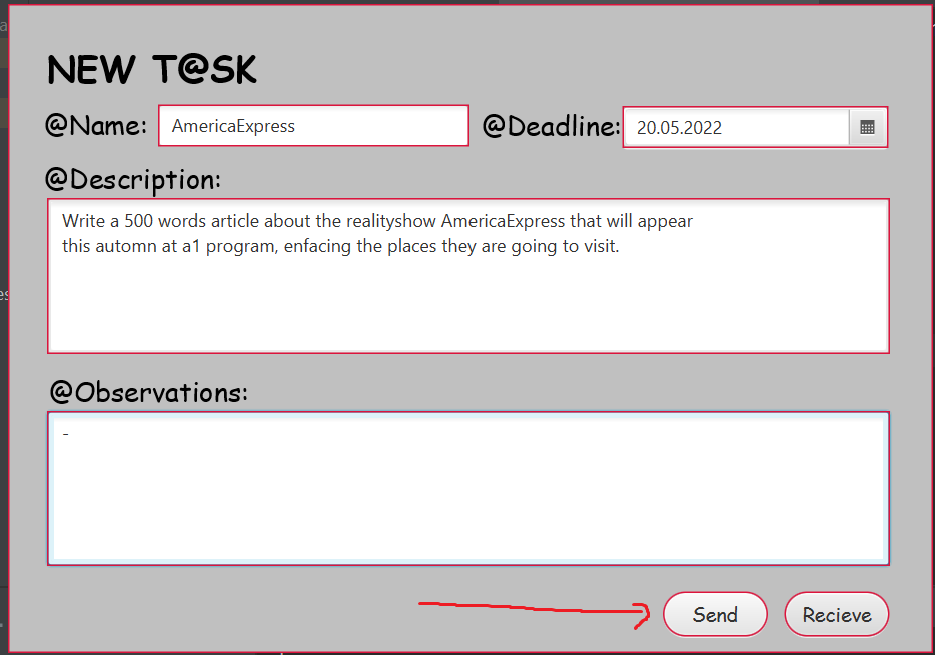 NEW T@SK
@Name: AmericaExpress @Deadline: 20.05.2022
@Description:
Write a 500 words article about the realityshow AmericaExpress that will appear
this automn at a1 program, enfacing the places they are going to visit.
@Observations:
-
Send Recieve